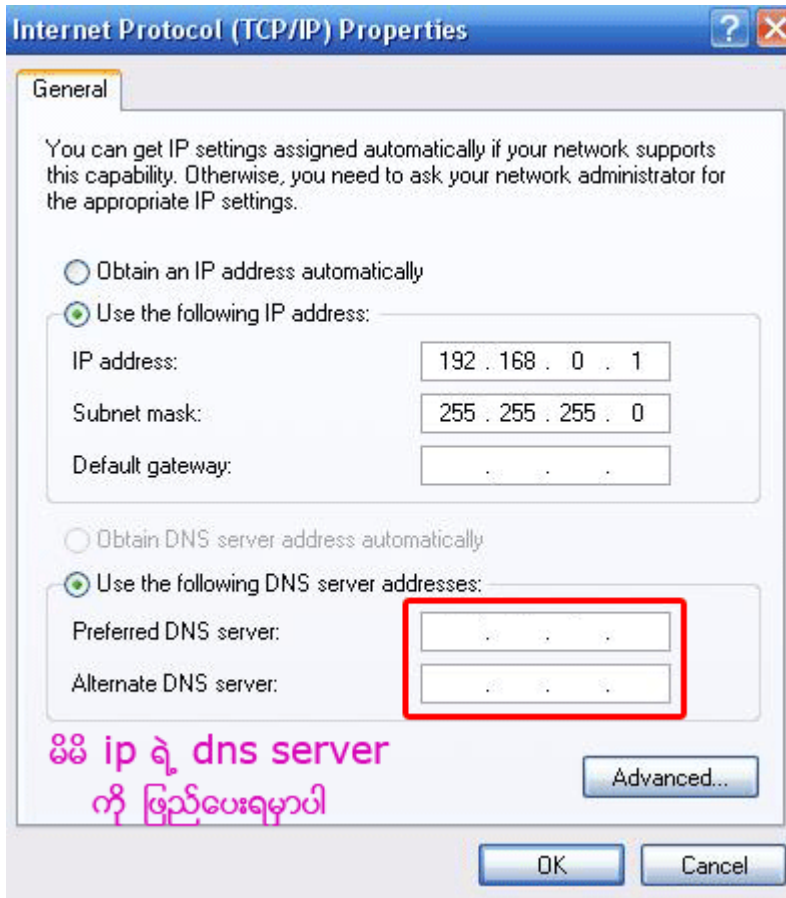 Internet Protocol (TCP/IP) Properties
General
You can get IP settings assigned automatically if your network supports
this capability. Otherwise, you need to ask your network administrator for
the appropriate IP settings.
Obtain an IP address automatically
Use the following IP address:
IP address: 192 . 168 . 0 . 1
Subnet mask: 255 . 255 . 255 . 0
Default gateway: . . .
Obtain DNS server address automatically
Use the following DNS server addresses:
Preferred DNS server: . . .
Alternate DNS server: . . .
မိမိ ip ရဲ့ dns server
ကို ဖြည်ပေးရမှာပါ
Advanced...
OK Cancel